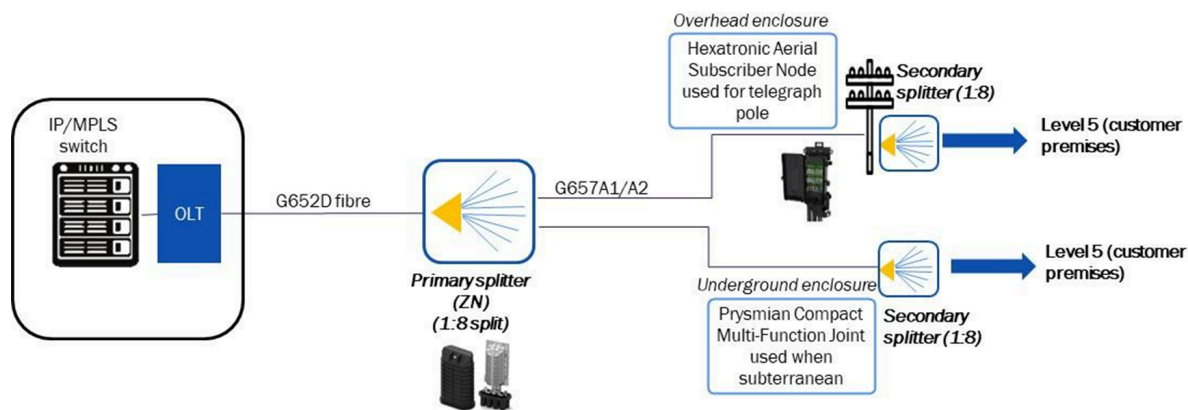 IP/MPLS
switch
OLT
G652D fibre
Primary splitter
(ZN)
(1:8 split)
G657A1/A2
Overhead enclosure
Hexatronic Aerial
Subscriber Node
used for telegraph
pole
Secondary
splitter (1:8)
Level 5 (customer
premises)
Underground enclosure
Prysmian Compact
Multi-Function Joint
used when
subterranean
Secondary
splitter (1:8)
Level 5 (customer
premises)